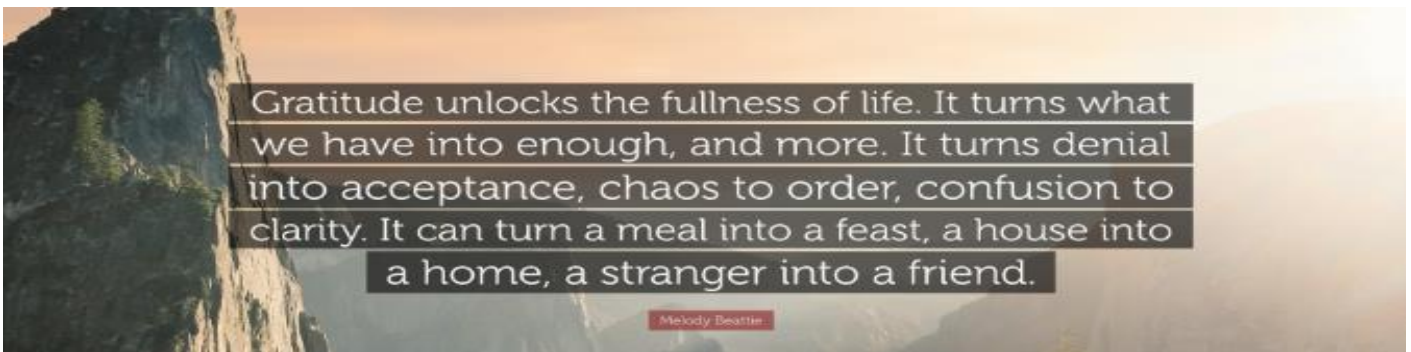 Gratitude unlocks the fullness of life. It turns what
we have into enough, and more. It turns denial
into acceptance, chaos to order, confusion to
clarity. It can turn a meal into a feast, a house into
a home, a stranger into a friend.
Melody Beattie